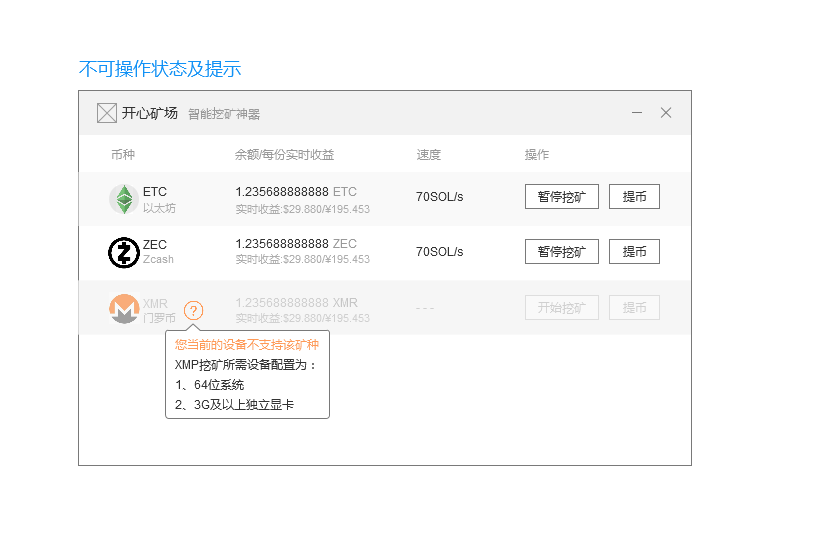 不可操作状态及提示
开心矿场 智能挖矿神器
币种 余额/每份实时收益 速度 操作
ETC 1.235688888888 ETC 70SOL/s 暂停挖矿 提币
以太坊 实时收益:$29.880/¥195.453
ZEC 1.235688888888 ZEC 70SOL/s 暂停挖矿 提币
Zcash 实时收益:$29.880/¥195.453
XMR ? 1.235688888888 XMR --- 开始挖矿 提币
门罗币 实时收益:$29.880/¥195.453
您当前的设备不支持该矿种
XMP挖矿所需设备配置为：
1、64位系统
2、3G及以上独立显卡